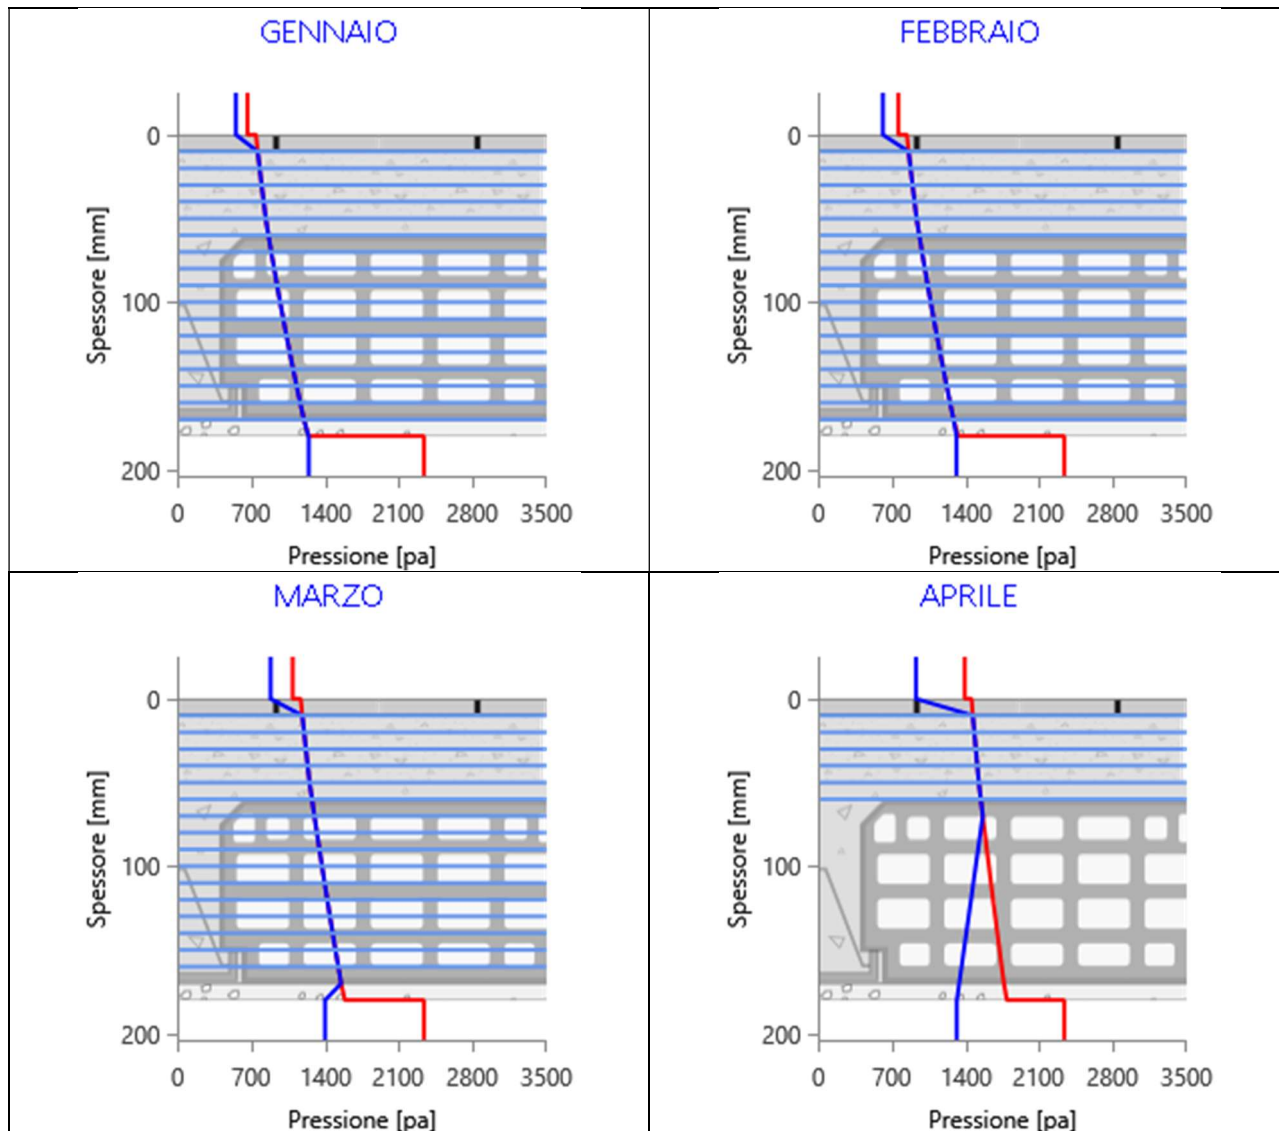 GENNAIO
FEBBRAIO
Spessore [mm]
0
100
200
0 700 1400 2100 2800 3500
Pressione [pa]
Spessore [mm]
0
100
200
0 700 1400 2100 2800 3500
Pressione [pa]
MARZO
APRILE
Spessore [mm]
0
100
200
0 700 1400 2100 2800 3500
Pressione [pa]
Spessore [mm]
0
100
200
0 700 1400 2100 2800 3500
Pressione [pa]